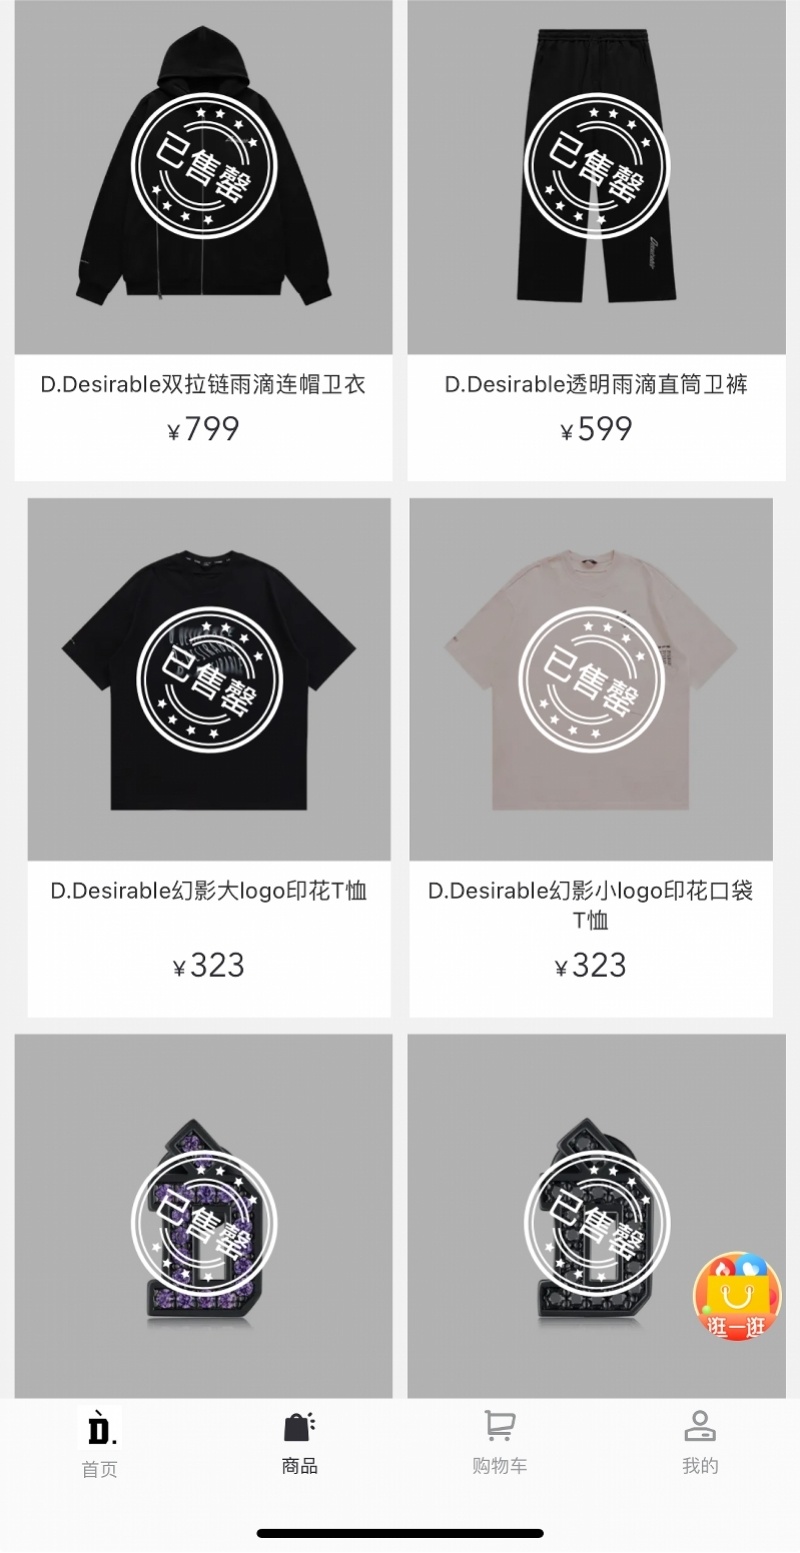 已售罄
已售罄
D.Desirable双拉链雨滴连帽卫衣
D.Desirable透明雨滴直筒卫裤
¥799
¥599
已售罄
已售罄
D.Desirable幻影大logo印花T恤
D.Desirable幻影小logo印花口袋
T恤
¥323
¥323
已售罄
已售罄
逛一逛
D.
首页
商品
购物车
我的